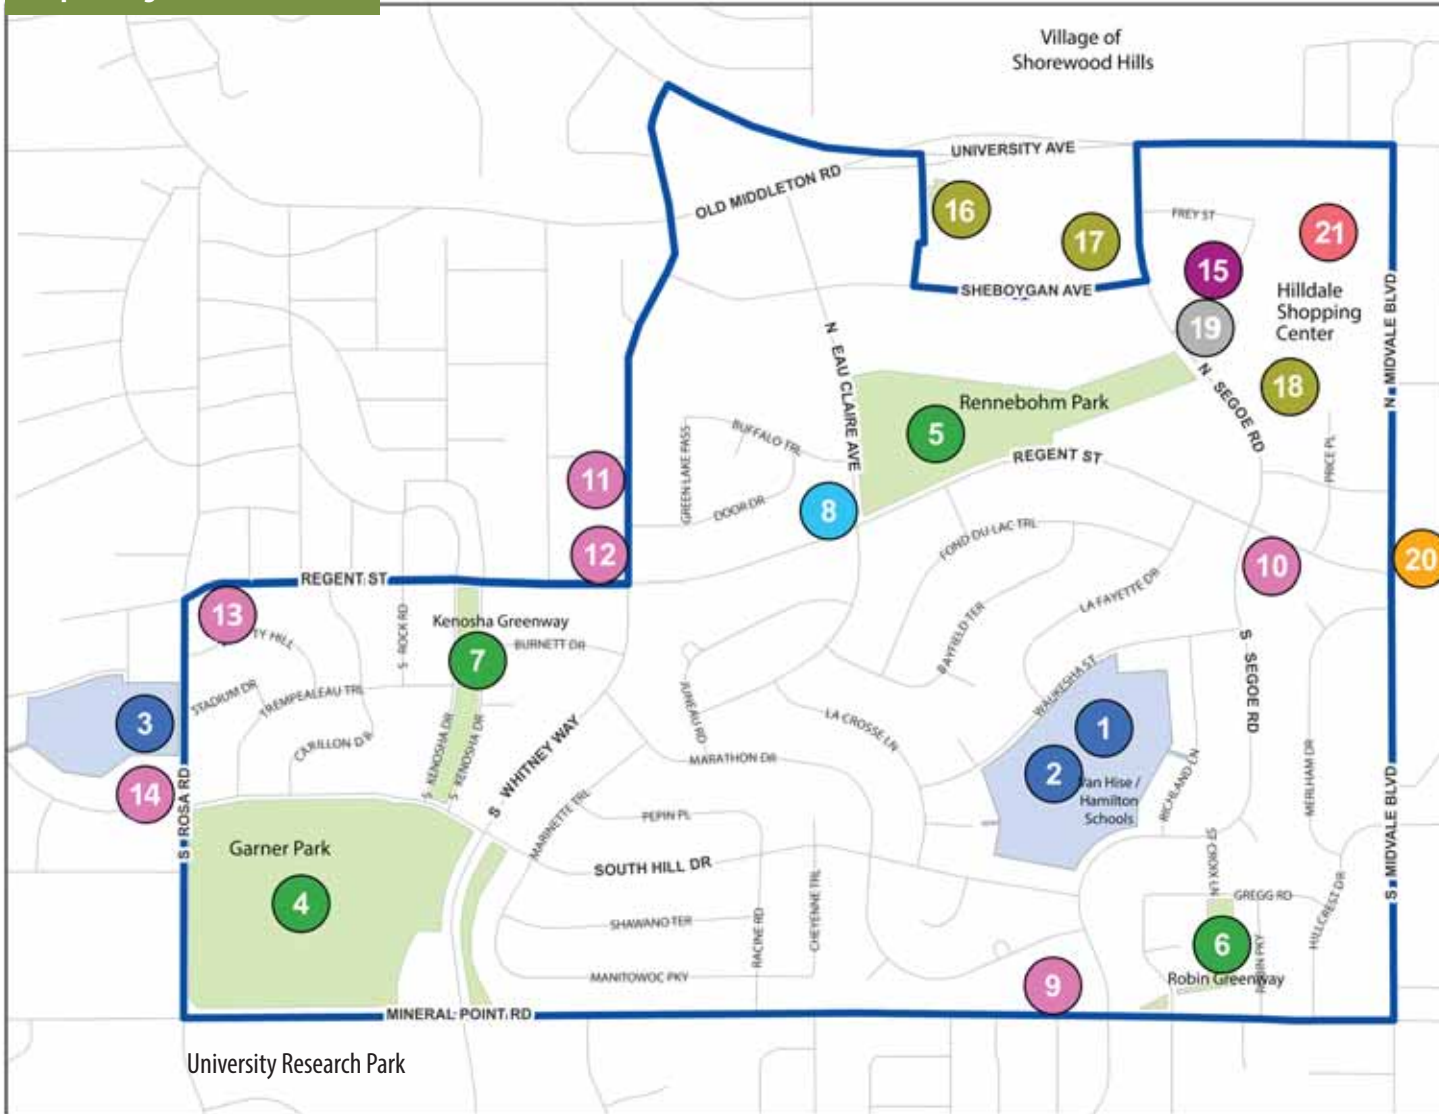 Village of
Shorewood Hills
UNIVERSITY AVE
OLD MIDDLETON RD
16
17
FREY ST
21
15
SHEBOYGAN AVE
Hilldale
Shopping
Center
19
N MIDVALE BLVD
N EAU CLAIRE AVE
18
N SEGOE RD
Rennebohm Park
5
REGENT ST
BUFFALO TRL
GREEN LAKE PASS
PRICE PL
11
DOOR DR
8
FOND DU LAC TRL
12
20
10
REGENT ST
LA FAYETTE DR
13
TY HILL
S ROCK RD
Kenosha Greenway
BURNETT DR
7
BAYFIELD TER
S SEGOE RD
WAUKESHA ST
STADIUM DR
TREMPEALEAU TRL
3
JUNEAU RD
LA CROSSE LN
1
CARILLON DR
S KENOSHA DR
S KENOSHA DR
S WHITNEY WAY
MARATHON DR
2
Van Hise /
Hamilton
Schools
RICHLAND LN
MERLHAM DR
14
S ROSA RD
S MIDVALE BLVD
MARINETTE TRL
PEPIN PL
Garner Park
SOUTH HILL DR
ST CROIX LN
4
CHEYENNE TRL
GREGG RD
HILLCREST DR
SHAWANO TER
RACINE RD
6
ROBIN PKY
MANITOWOC PKY
9
Robin Greenway
MINERAL POINT RD
University Research Park